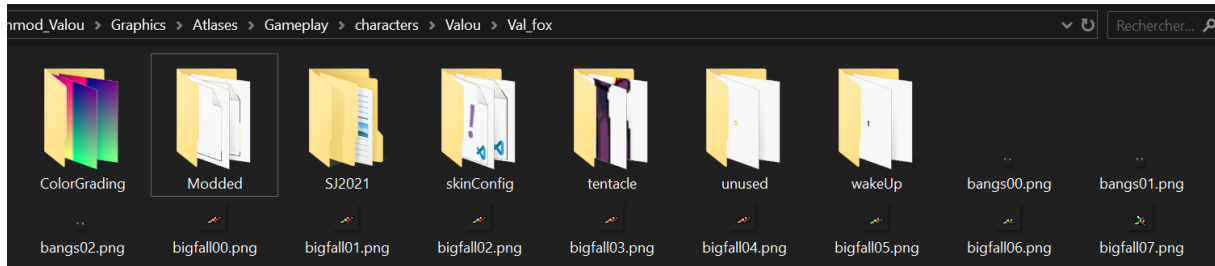 nmod_Valou > Graphics > Atlases > Gameplay > characters > Valou > Val_fox
Rechercher...
ColorGrading Modded SJ2021 skinConfig tentacle unused wakeUp bangs00.png bangs01.png
bangs02.png bigfall00.png bigfall01.png bigfall02.png bigfall03.png bigfall04.png bigfall05.png bigfall06.png bigfall07.png